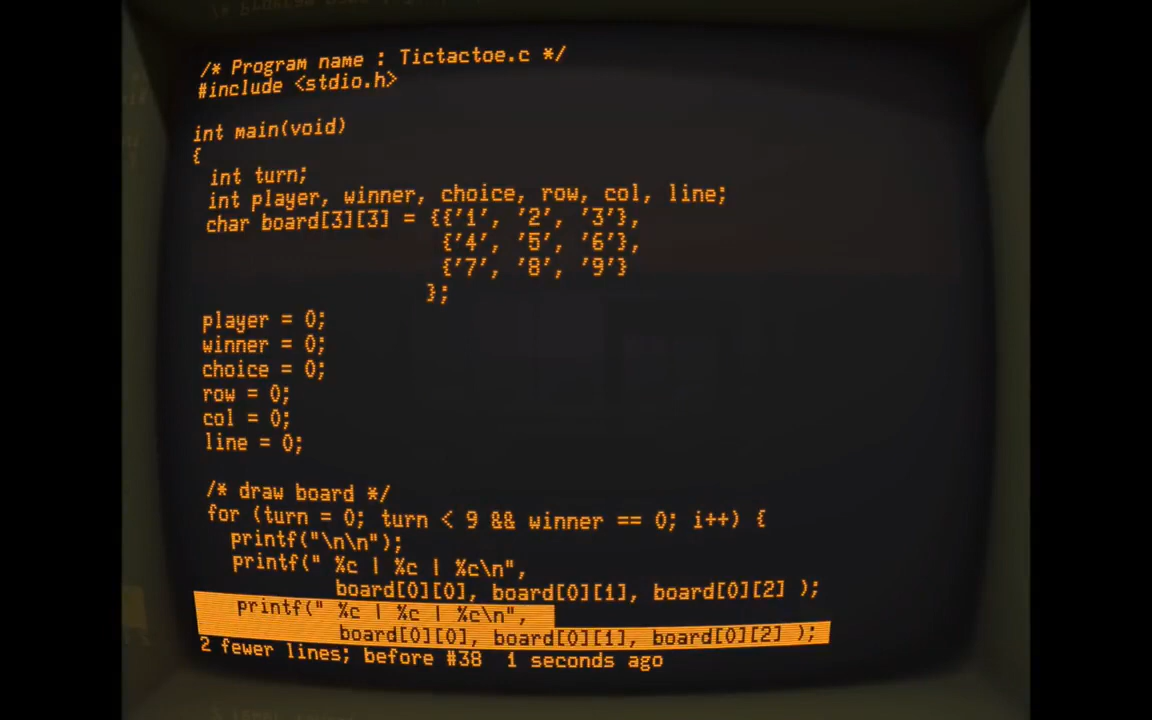 /* Program name : Tictactoe.c */
#include <stdio.h>
int main(void)
{
int turn;
int player, winner, choice, row, col, line;
char board[3][3] = {{'1', '2', '3'},
{'4', '5', '6'},
{'7', '8', '9'}
};
player = 0;
winner = 0;
choice = 0;
row = 0;
col = 0;
line = 0;
/* draw board */
for (turn = 0; turn < 9 && winner == 0; i++) {
printf("\n\n");
printf(" %c | %c | %c\n",
board[0][0], board[0][1], board[0][2] );
printf(" %c | %c | %c\n",
board[0][0], board[0][1], board[0][2] );
2 fewer lines; before #38  1 seconds ago